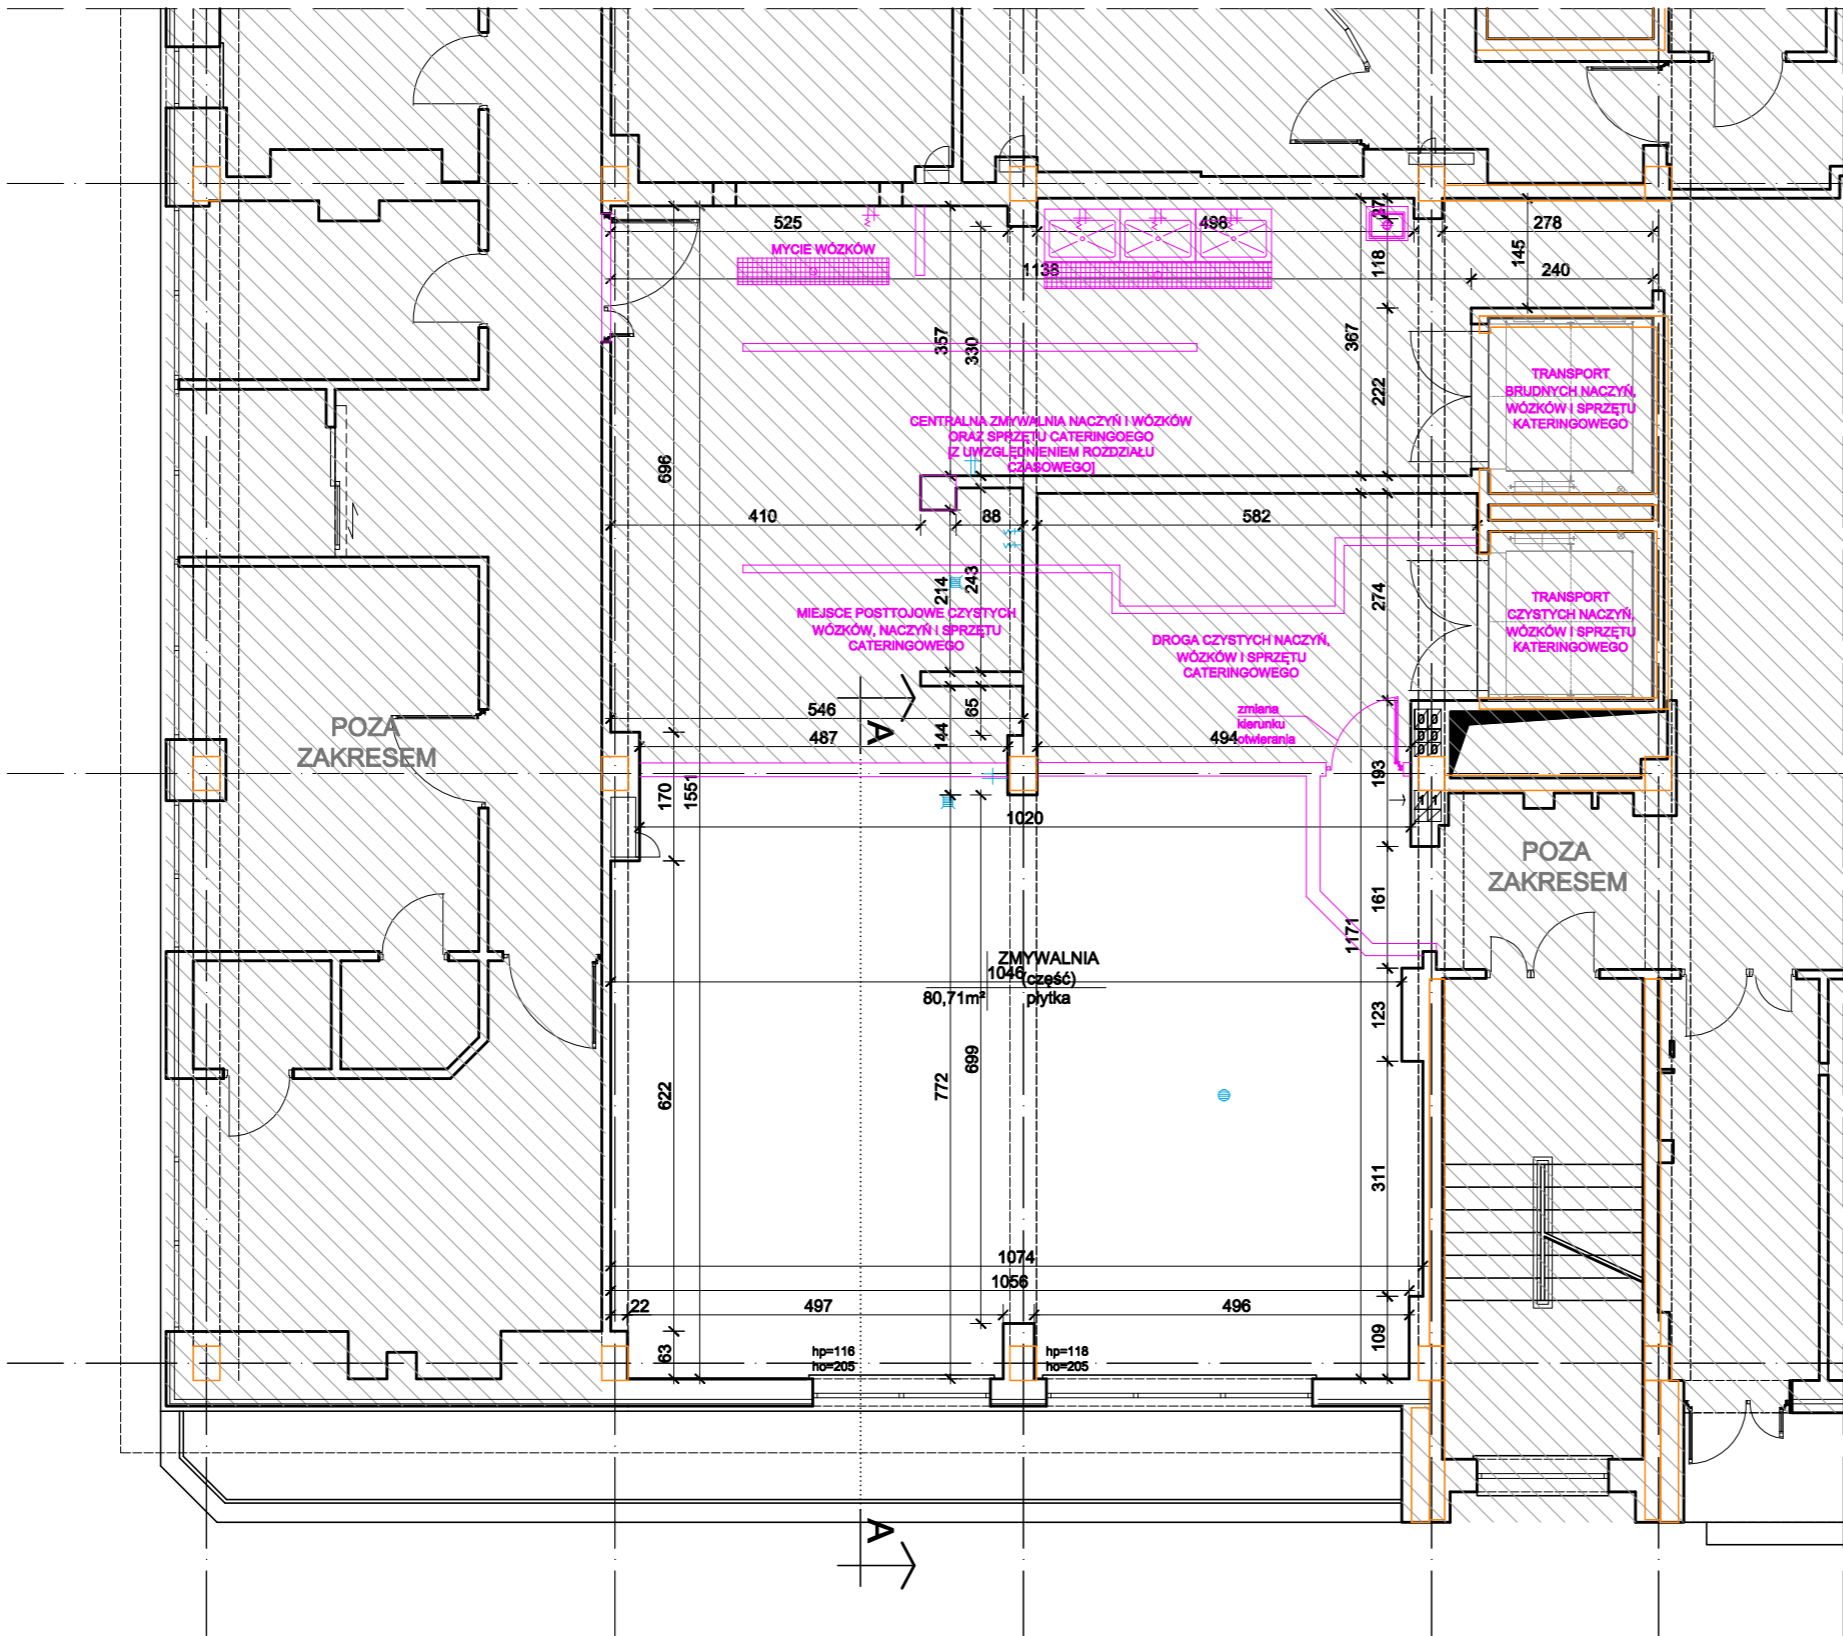 525
498
27
278
MYCIE WÓZKÓW
1138
118
145
240
357
330
367
222
TRANSPORT
BRUDNYCH NACZYŃ,
WÓZKÓW I SPRZĘTU
KATERINGOWEGO
CENTRALNA ZMYWALNIA NACZYŃ I WÓZKÓW
ORAZ SPRZĘTU CATERINGOEGO
[Z UWZGLĘDNIENIEM ROZDZIAŁU
CZASOWEGO]
696
410
88
582
214
243
274
MIEJSCE POSTTOJOWE CZYSTYCH
WÓZKÓW, NACZYŃ I SPRZĘTU
CATERINGOWEGO
DROGA CZYSTYCH NACZYŃ,
WÓZKÓW I SPRZĘTU
CATERINGOWEGO
TRANSPORT
CZYSTYCH NACZYŃ,
WÓZKÓW I SPRZĘTU
KATERINGOWEGO
POZA
ZAKRESEM
546
487
A
144
65
zmiana
kierunku
otwierania
494
193
170
1551
1020
POZA
ZAKRESEM
161
1171
ZMYWALNIA
(część)
1046
80,71m²
płytka
123
622
772
699
311
1074
1056
22
497
496
63
109
hp=116
ho=205
hp=118
ho=205
A